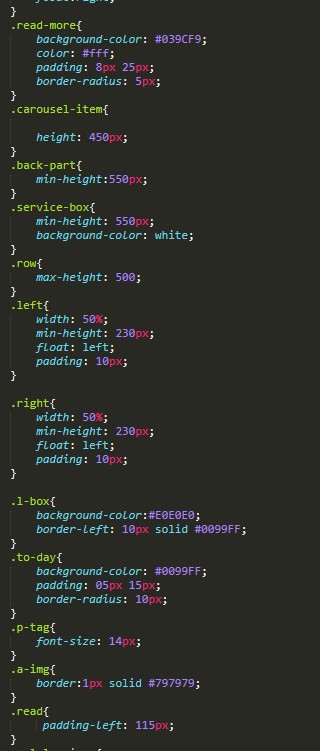 }
.read-more{
background-color: #039CF9;
color: #fff;
padding: 8px 25px;
border-radius: 5px;
}
.carousel-item{
height: 450px;
}
.back-part{
min-height:550px;
}
.service-box{
min-height: 550px;
background-color: white;
}
.row{
max-height: 500;
}
.left{
width: 50%;
min-height: 230px;
float: left;
padding: 10px;
}
.right{
width: 50%;
min-height: 230px;
float: left;
padding: 10px;
}
.l-box{
background-color:#E0E0E0;
border-left: 10px solid #0099FF;
}
.to-day{
background-color: #0099FF;
padding: 05px 15px;
border-radius: 10px;
}
.p-tag{
font-size: 14px;
}
.a-img{
border:1px solid #797979;
}
.read{
padding-left: 115px;
}